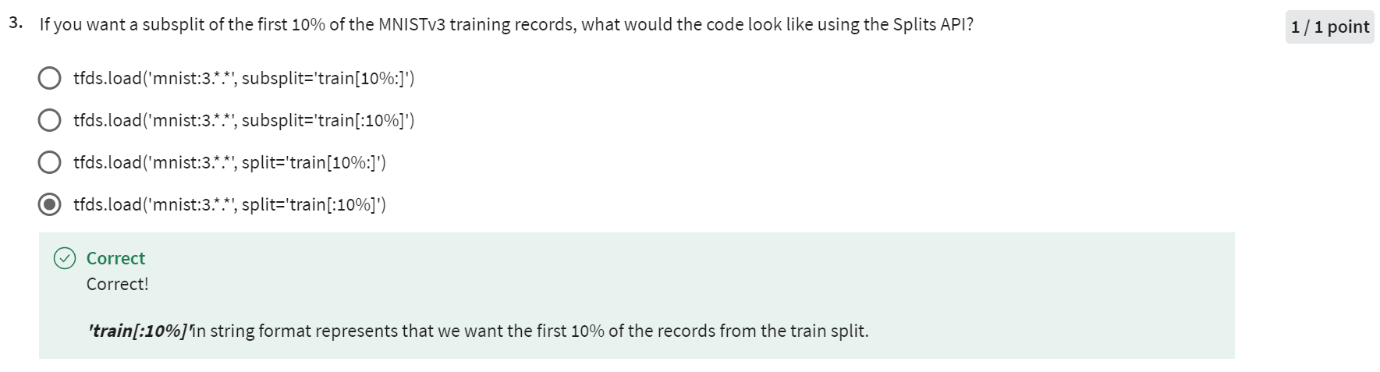 3. If you want a subsplit of the first 10% of the MNISTv3 training records, what would the code look like using the Splits API?
1 / 1 point
tfds.load('mnist:3.*.*', subsplit='train[10%:]')
tfds.load('mnist:3.*.*', subsplit='train[:10%]')
tfds.load('mnist:3.*.*', split='train[10%:]')
tfds.load('mnist:3.*.*', split='train[:10%]')
Correct
Correct!
'train[:10%]'in string format represents that we want the first 10% of the records from the train split.